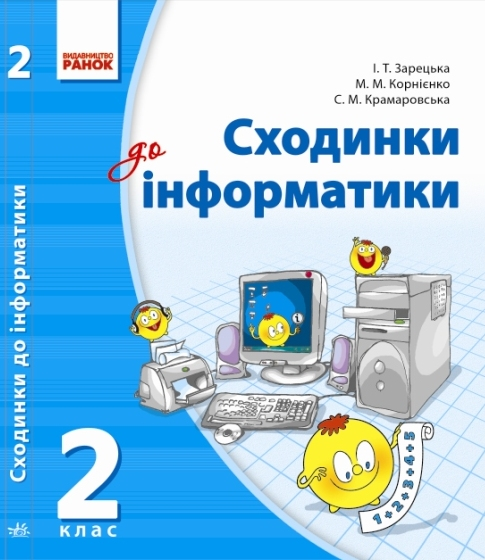 2
Сходинки до інформатики
ВИДАВНИЦТВО
РАНОК
І. Т. Зарецька
М. М. Корнієнко
С. М. Крамаровська
Сходинки
до
інформатики
1+2+3+4+5
2
клас